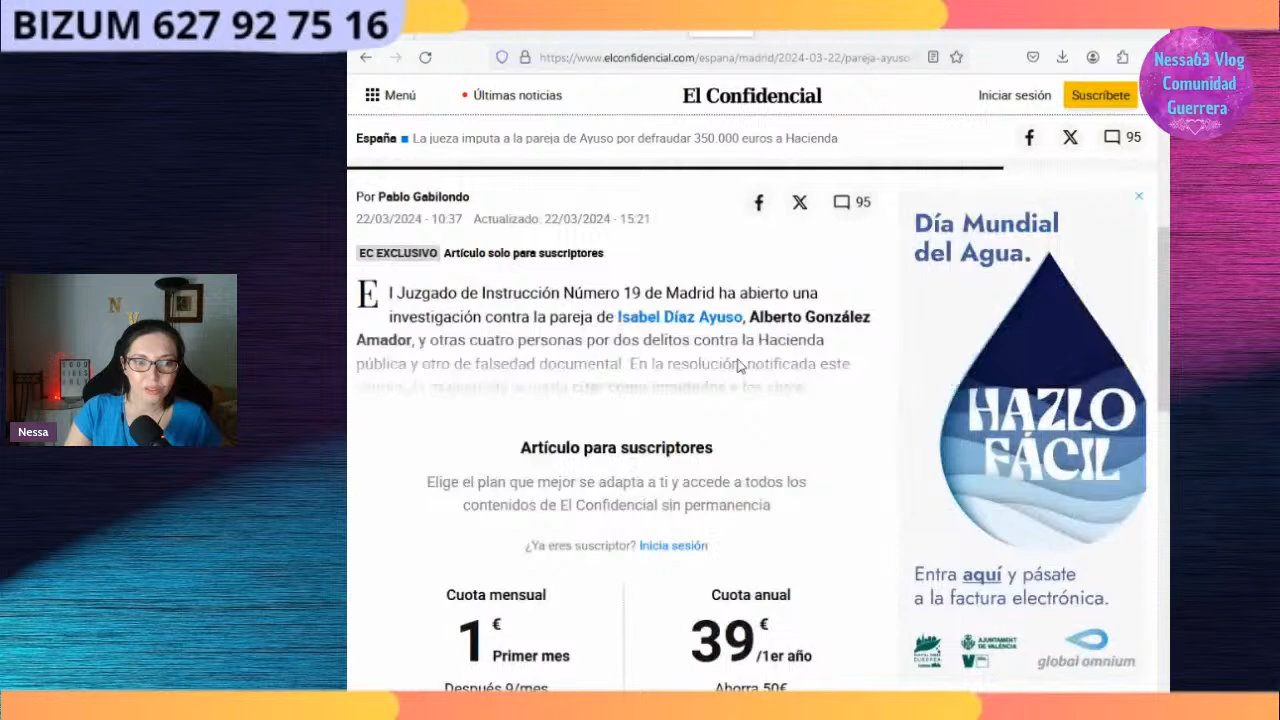 BIZUM 627 92 75 16
https://www.elconfidencial.com/espana/madrid/2024-03-22/pareja-ayuso-
Nessa63 Vlog
Comunidad
Guerrera
Menú
Últimas noticias
El Confidencial
Iniciar sesión
Suscríbete
España La jueza imputa a la pareja de Ayuso por defraudar 350.000 euros a Hacienda
95
Por Pablo Gabilondo
22/03/2024 - 10:37 Actualizado: 22/03/2024 - 15:21
95
EC EXCLUSIVO Artículo solo para suscriptores
El Juzgado de Instrucción Número 19 de Madrid ha abierto una
investigación contra la pareja de Isabel Díaz Ayuso, Alberto González
Amador, y otras cuatro personas por dos delitos contra la Hacienda
pública y otro de falsedad documental. En la resolución, notificada este
Artículo para suscriptores
Elige el plan que mejor se adapta a ti y accede a todos los
contenidos de El Confidencial sin permanencia
¿Ya eres suscriptor? Inicia sesión
Cuota mensual
1 €
Primer mes
Después 9/mes
Cuota anual
39 €
/1er año
Ahorra 50€
Día Mundial
del Agua.
HAZLO
FÁCIL
Entra aquí y pásate
a la factura electrónica.
AJUNTAMENT
DE VALÈNCIA
global omnium
Nessa